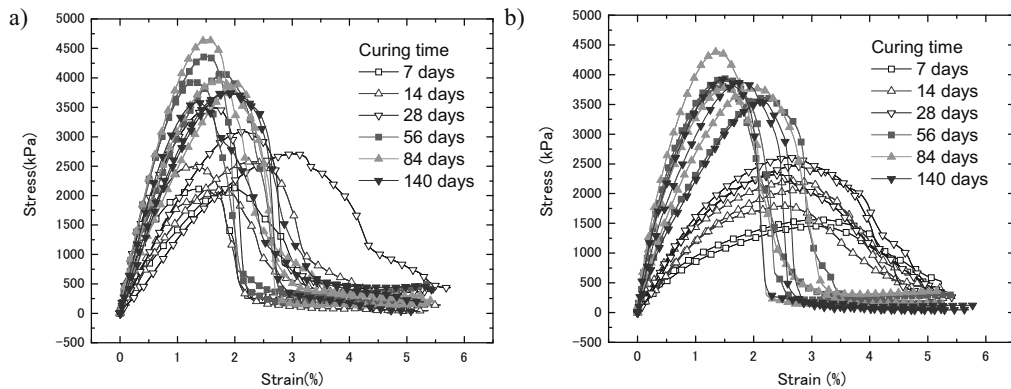 a)
5000
4500
4000
3500
3000
2500
2000
1500
1000
500
0
-500
Stress(kPa)
0 1 2 3 4 5 6
Strain(%)
Curing time
7 days
14 days
28 days
56 days
84 days
140 days
b)
5000
4500
4000
3500
3000
2500
2000
1500
1000
500
0
-500
Stress (kPa)
0 1 2 3 4 5 6
Strain (%)
Curing time
7 days
14 days
28 days
56 days
84 days
140 days